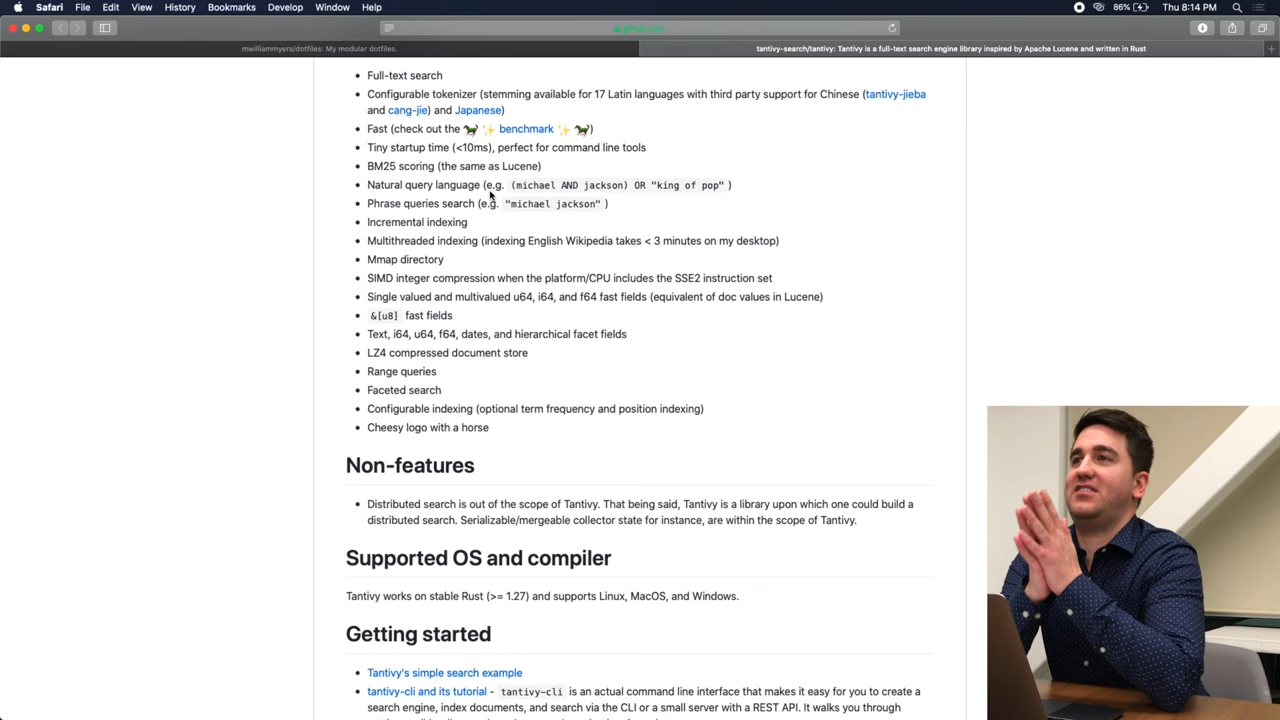 Safari File Edit View History Bookmarks Develop Window Help 86% Thu 8:14 PM
github.com
mwilliammyers/dotfiles: My modular dotfiles. tantivy-search/tantivy: Tantivy is a full-text search engine library inspired by Apache Lucene and written in Rust
• Full-text search
• Configurable tokenizer (stemming available for 17 Latin languages with third party support for Chinese (tantivy-jieba
and cang-jie) and Japanese)
• Fast (check out the 🐎 ✨ benchmark ✨ 🐎)
• Tiny startup time (<10ms), perfect for command line tools
• BM25 scoring (the same as Lucene)
• Natural query language (e.g. (michael AND jackson) OR "king of pop" )
• Phrase queries search (e.g. "michael jackson" )
• Incremental indexing
• Multithreaded indexing (indexing English Wikipedia takes < 3 minutes on my desktop)
• Mmap directory
• SIMD integer compression when the platform/CPU includes the SSE2 instruction set
• Single valued and multivalued u64, i64, and f64 fast fields (equivalent of doc values in Lucene)
• &[u8] fast fields
• Text, i64, u64, f64, dates, and hierarchical facet fields
• LZ4 compressed document store
• Range queries
• Faceted search
• Configurable indexing (optional term frequency and position indexing)
• Cheesy logo with a horse
Non-features
• Distributed search is out of the scope of Tantivy. That being said, Tantivy is a library upon which one could build a
distributed search. Serializable/mergeable collector state for instance, are within the scope of Tantivy.
Supported OS and compiler
Tantivy works on stable Rust (>= 1.27) and supports Linux, MacOS, and Windows.
Getting started
• Tantivy's simple search example
• tantivy-cli and its tutorial - tantivy-cli is an actual command line interface that makes it easy for you to create a
search engine, index documents, and search via the CLI or a small server with a REST API. It walks you through